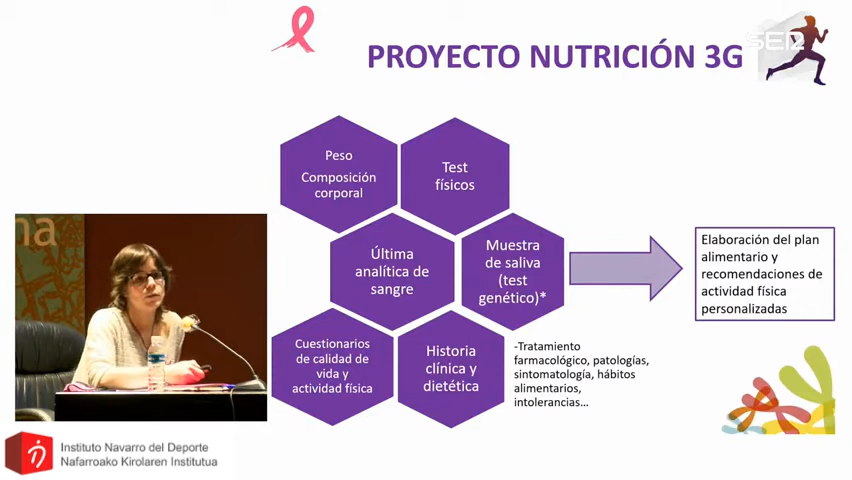 PROYECTO NUTRICIÓN 3G
SER
Peso
Composición
corporal
Test
físicos
Última
analítica de
sangre
Muestra
de saliva
(test
genético)*
Elaboración del plan
alimentario y
recomendaciones de
actividad física
personalizadas
Cuestionarios
de calidad de
vida y
actividad física
Historia
clínica y
dietética
-Tratamiento
farmacológico, patologías,
sintomatología, hábitos
alimentarios,
intolerancias...
na
Instituto Navarro del Deporte
Nafarroako Kirolaren Institutua